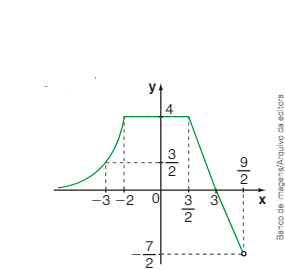 y
4
3/2
9/2
−3 −2 0 3/2 3 x
−7/2
Banco de imagens/Arquivo da editora